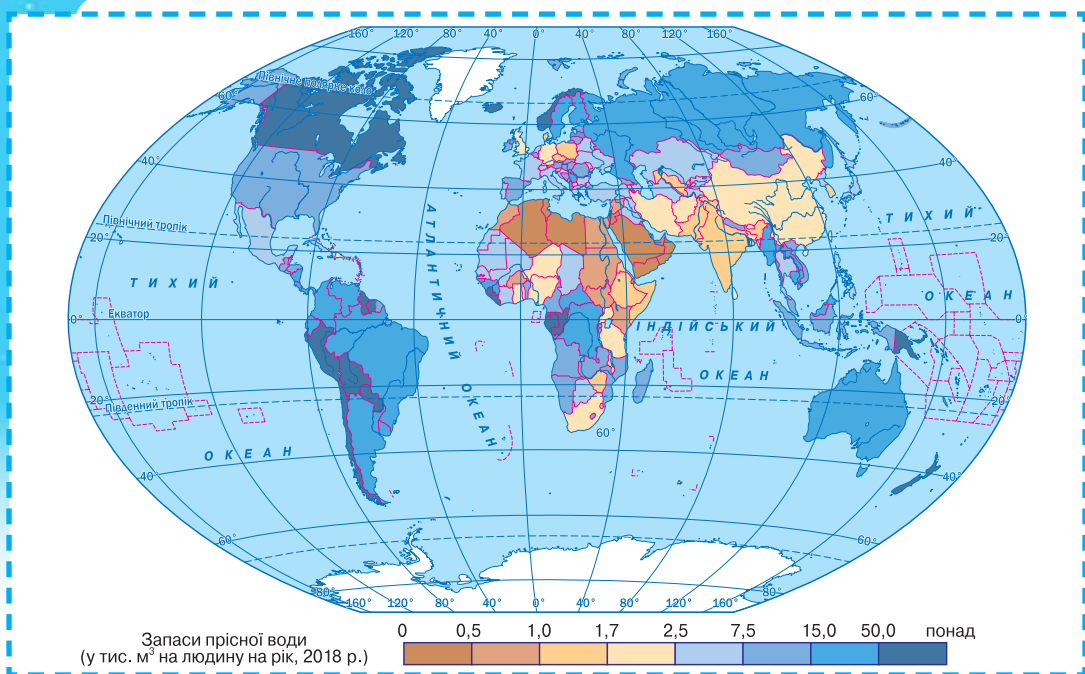 160° 120° 80° 40° 0° 40° 80° 120° 160°
Північне полярне коло
60° 60°
40° 40°
Північний тропік
20° 20°
ТИХИЙ
АТЛАНТИЧНИЙ ОКЕАН
ТИХИЙ
ОКЕАН
Екватор
0° 0°
ІНДІЙСЬКИЙ
ОКЕАН
20° 20°
Південний тропік
60°
ОКЕАН
40° 40°
60° 60°
80° 80°
160° 120° 80° 40° 0° 40° 80° 120° 160°
Запаси прісної води
(у тис. м³ на людину на рік, 2018 р.)
0 0,5 1,0 1,7 2,5 7,5 15,0 50,0 понад